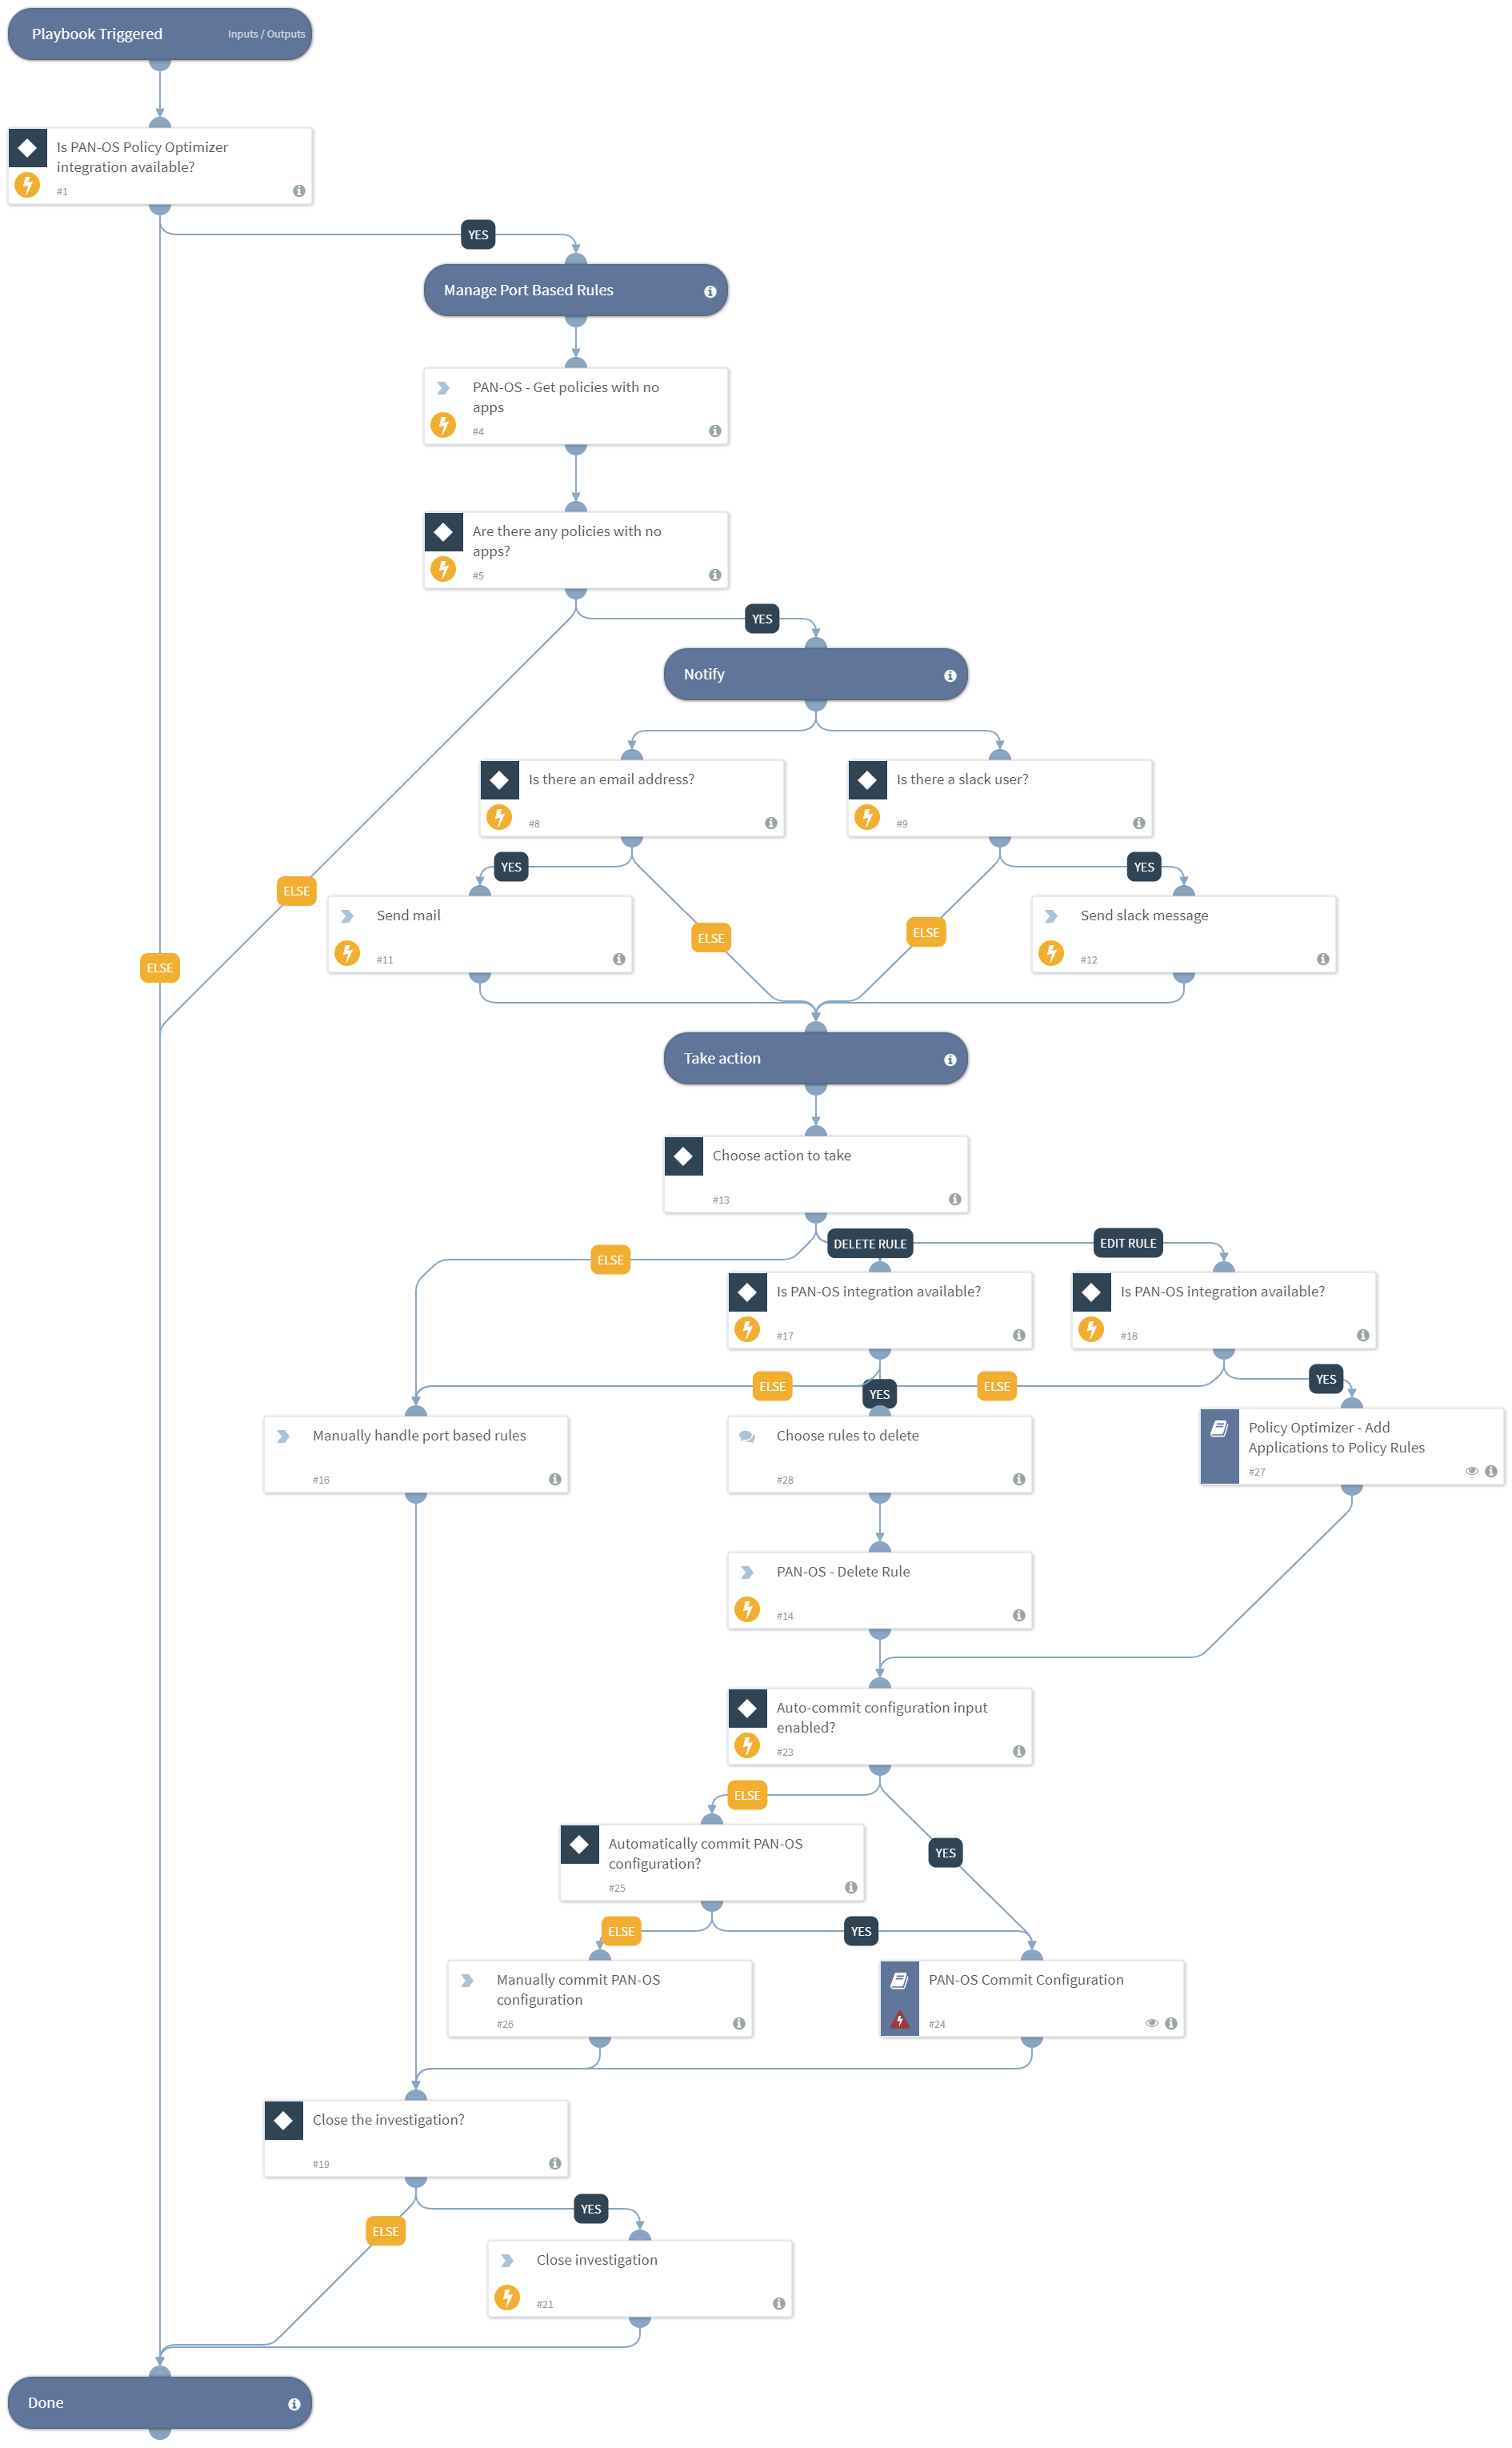 Playbook Triggered
Inputs / Outputs
Is PAN-OS Policy Optimizer
integration available?
#1
YES
Manage Port Based Rules
PAN-OS - Get policies with no
apps
#4
Are there any policies with no
apps?
#5
YES
Notify
Is there an email address?
#8
Is there a slack user?
#9
YES
YES
ELSE
Send mail
#11
ELSE
ELSE
Send slack message
#12
ELSE
Take action
Choose action to take
#13
DELETE RULE
EDIT RULE
ELSE
Is PAN-OS integration available?
#17
Is PAN-OS integration available?
#18
ELSE
YES
ELSE
YES
Manually handle port based rules
#16
Choose rules to delete
#28
Policy Optimizer - Add
Applications to Policy Rules
#27
PAN-OS - Delete Rule
#14
Auto-commit configuration input
enabled?
#23
ELSE
YES
Automatically commit PAN-OS
configuration?
#25
ELSE
YES
Manually commit PAN-OS
configuration
#26
PAN-OS Commit Configuration
#24
Close the investigation?
#19
YES
ELSE
Close investigation
#21
Done